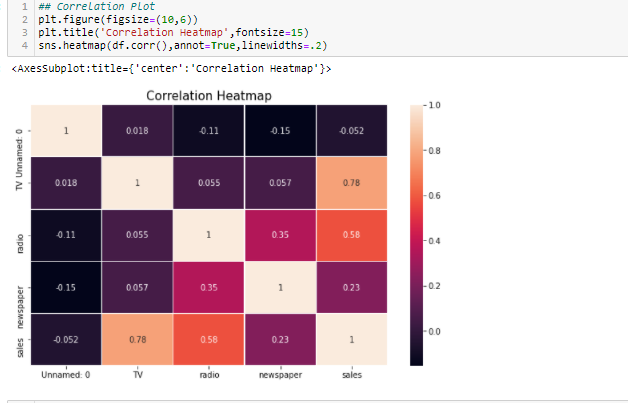 1 ## Correlation Plot
2 plt.figure(figsize=(10,6))
3 plt.title('Correlation Heatmap',fontsize=15)
4 sns.heatmap(df.corr(),annot=True,linewidths=.2)
<AxesSubplot:title={'center':'Correlation Heatmap'}>
Correlation Heatmap
Unnamed: 0 1 0.018 -0.11 -0.15 -0.052
TV 0.018 1 0.055 0.057 0.78
radio -0.11 0.055 1 0.35 0.58
newspaper -0.15 0.057 0.35 1 0.23
sales -0.052 0.78 0.58 0.23 1
Unnamed: 0 TV radio newspaper sales
1.0
0.8
0.6
0.4
0.2
0.0